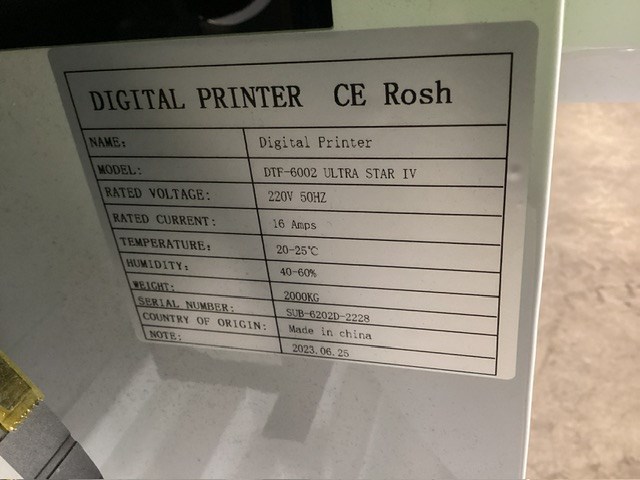 DIGITAL PRINTER CE Rosh
NAME: Digital Printer
MODEL: DTF-6002 ULTRA STAR IV
RATED VOLTAGE: 220V 50HZ
RATED CURRENT: 16 Amps
TEMPERATURE: 20-25℃
HUMIDITY: 40-60%
WEIGHT: 2000KG
SERIAL NUMBER: SUB-6202D-2228
COUNTRY OF ORIGIN: Made in china
NOTE: 2023.06.25